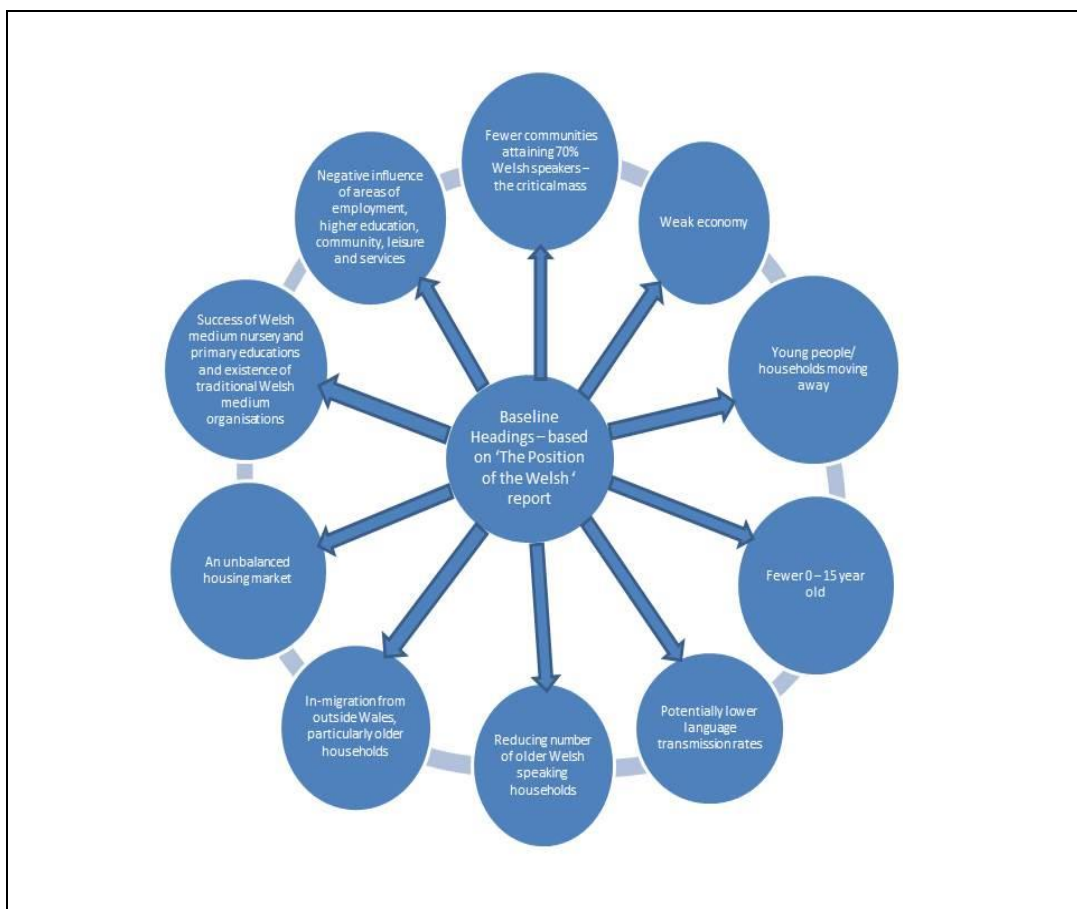 Fewer communities
attaining 70%
Welsh speakers –
the critical mass
Weak economy
Young people/
households moving
away
Fewer 0 – 15 year
old
Potentially lower
language
transmission rates
Reducing number
of older Welsh
speaking
households
In-migration from
outside Wales,
particularly older
households
An unbalanced
housing market
Success of Welsh
medium nursery and
primary educations
and existence of
traditional Welsh
medium
organisations
Negative influence
of areas of
employment,
higher education,
community, leisure
and services
Baseline
Headings – based
on ‘The Position
of the Welsh ‘
report